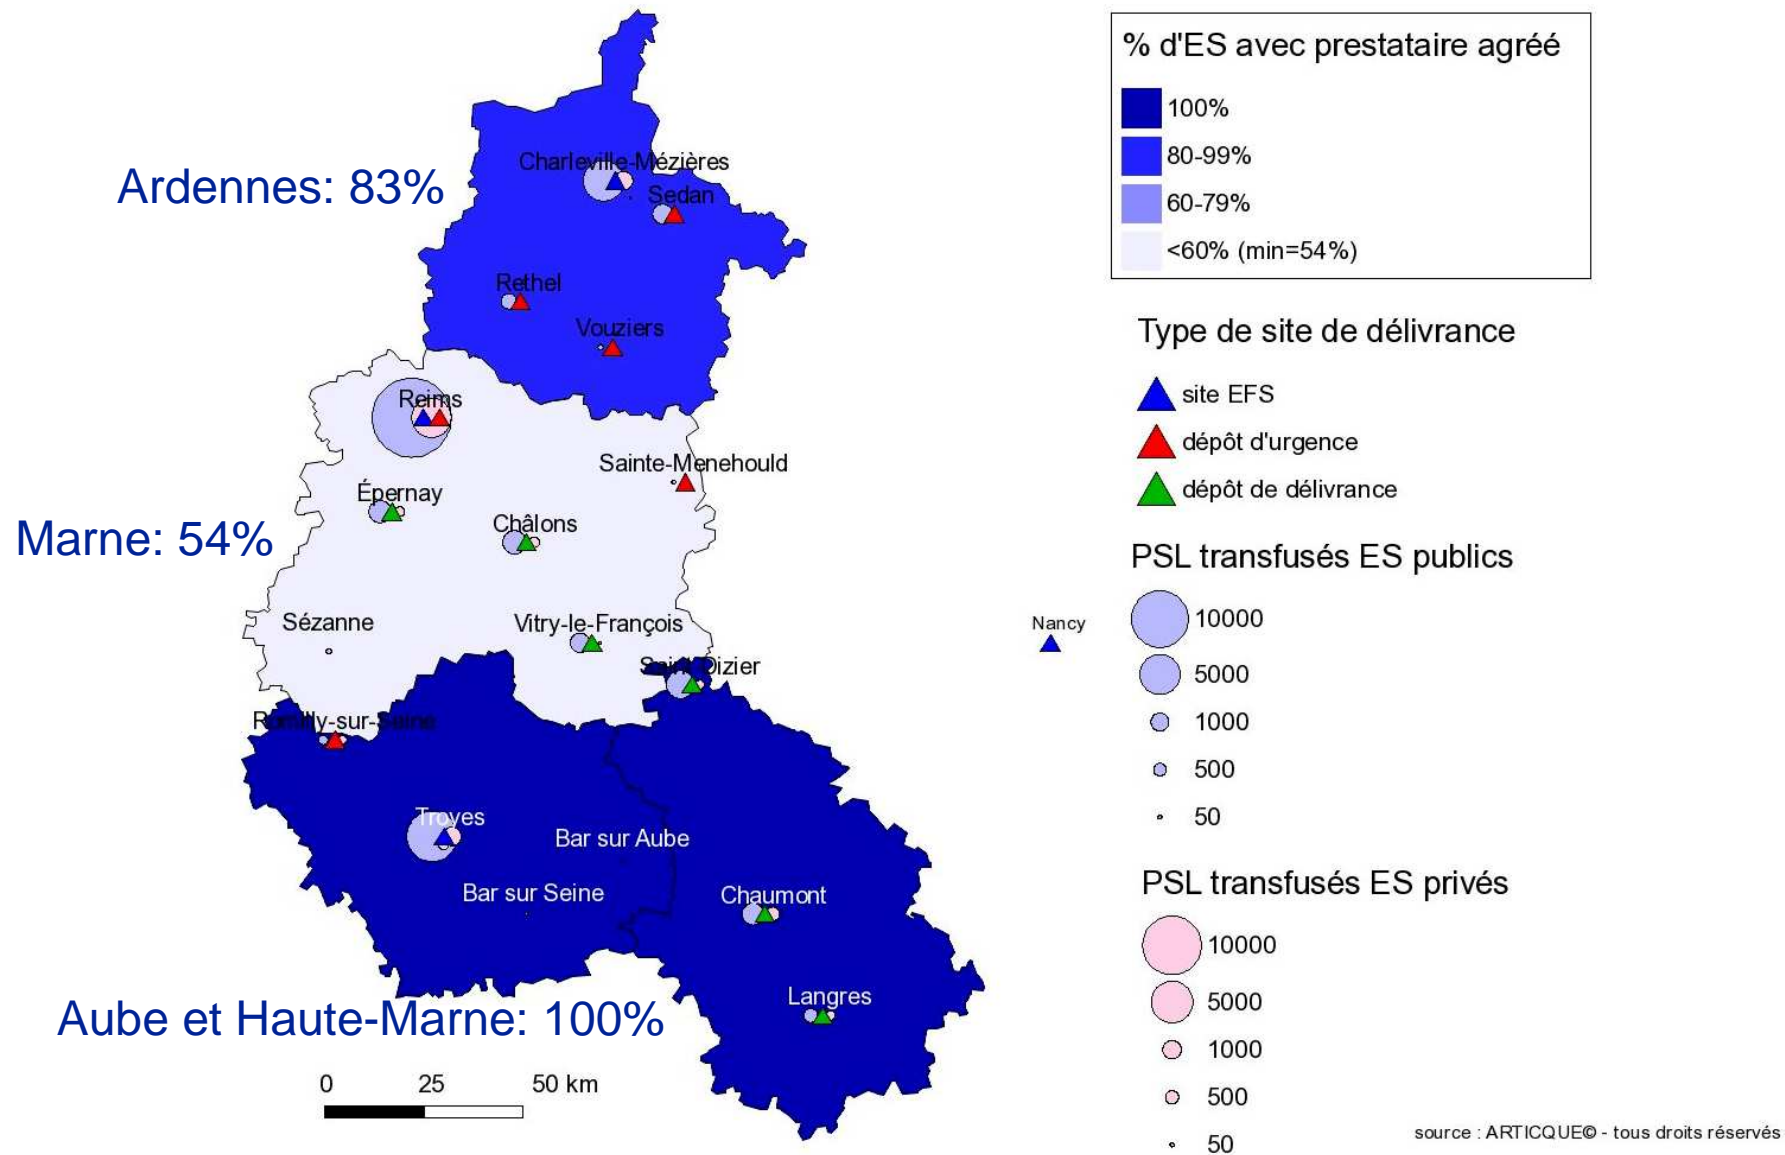 % d'ES avec prestataire agréé
100%
80-99%
60-79%
<60% (min=54%)
Type de site de délivrance
site EFS
dépôt d'urgence
dépôt de délivrance
PSL transfusés ES publics
10000
5000
1000
500
50
PSL transfusés ES privés
10000
5000
1000
500
50
Ardennes: 83%
Charleville-Mézières
Sedan
Rethel
Vouziers
Reims
Sainte-Menehould
Épernay
Châlons
Marne: 54%
Sézanne
Vitry-le-François
Nancy
Saint-Dizier
Romilly-sur-Seine
Troyes
Bar sur Aube
Bar sur Seine
Chaumont
Langres
Aube et Haute-Marne: 100%
0 25 50 km
source : ARTICQUE© - tous droits réservés